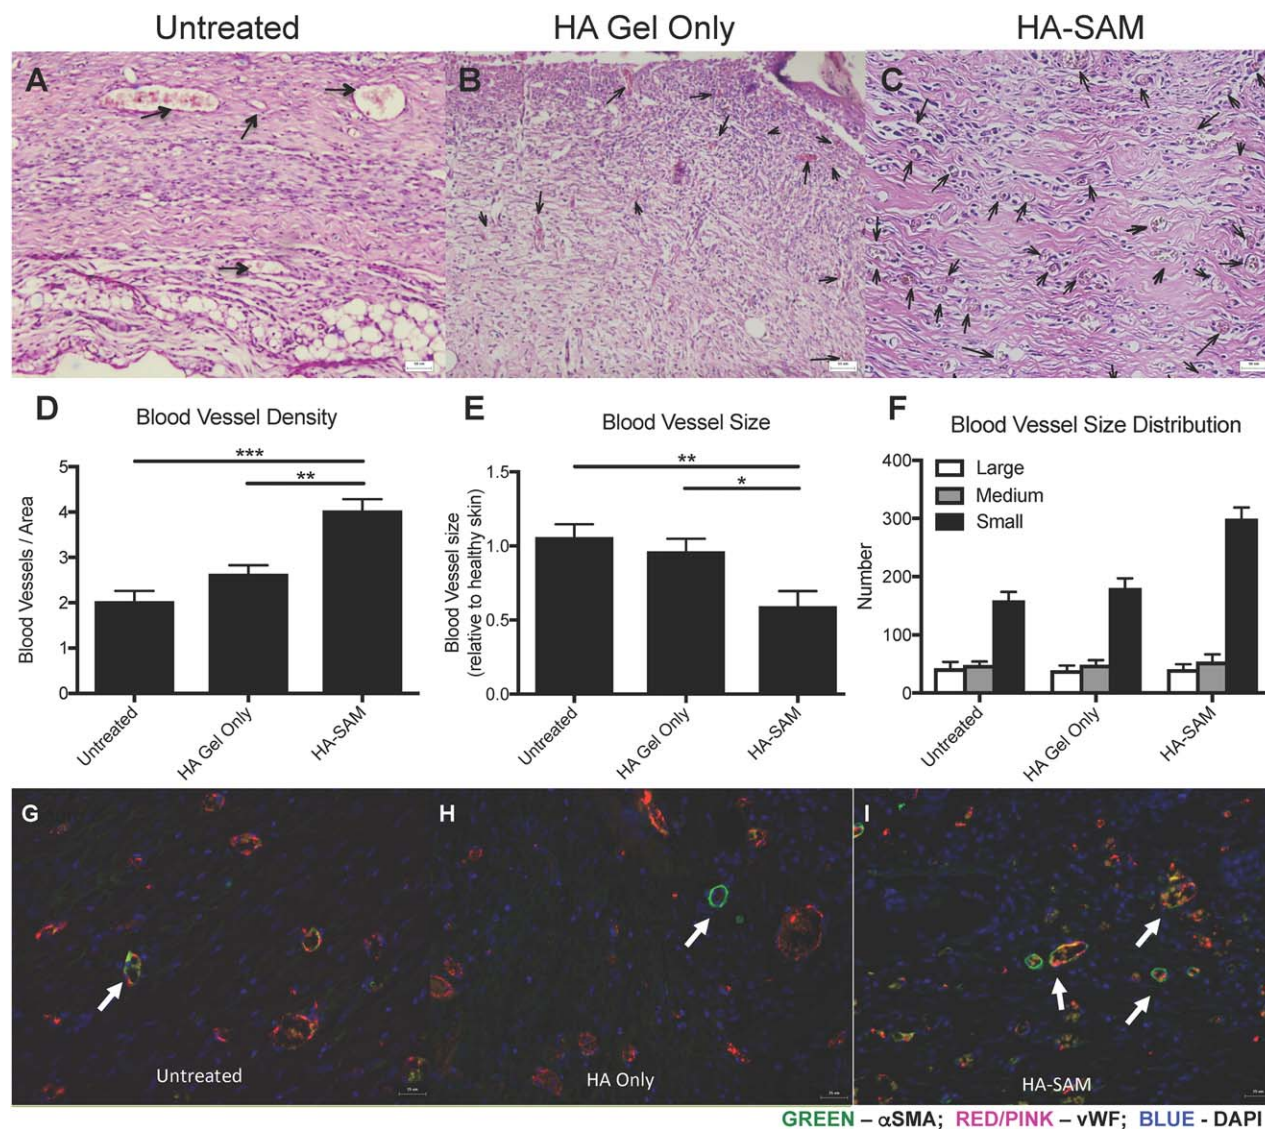 Untreated
HA Gel Only
HA-SAM
A
B
C
D
Blood Vessel Density
***
**
Blood Vessels / Area
5
4
3
2
1
0
Untreated
HA Gel Only
HA-SAM
E
Blood Vessel Size
**
*
Blood Vessel size
(relative to healthy skin)
1.5
1.0
0.5
0.0
Untreated
HA Gel Only
HA-SAM
F
Blood Vessel Size Distribution
Large
Medium
Small
Number
400
300
200
100
0
Untreated
HA Gel Only
HA-SAM
G
Untreated
H
HA Only
I
HA-SAM
GREEN – αSMA; RED/PINK – vWF; BLUE - DAPI